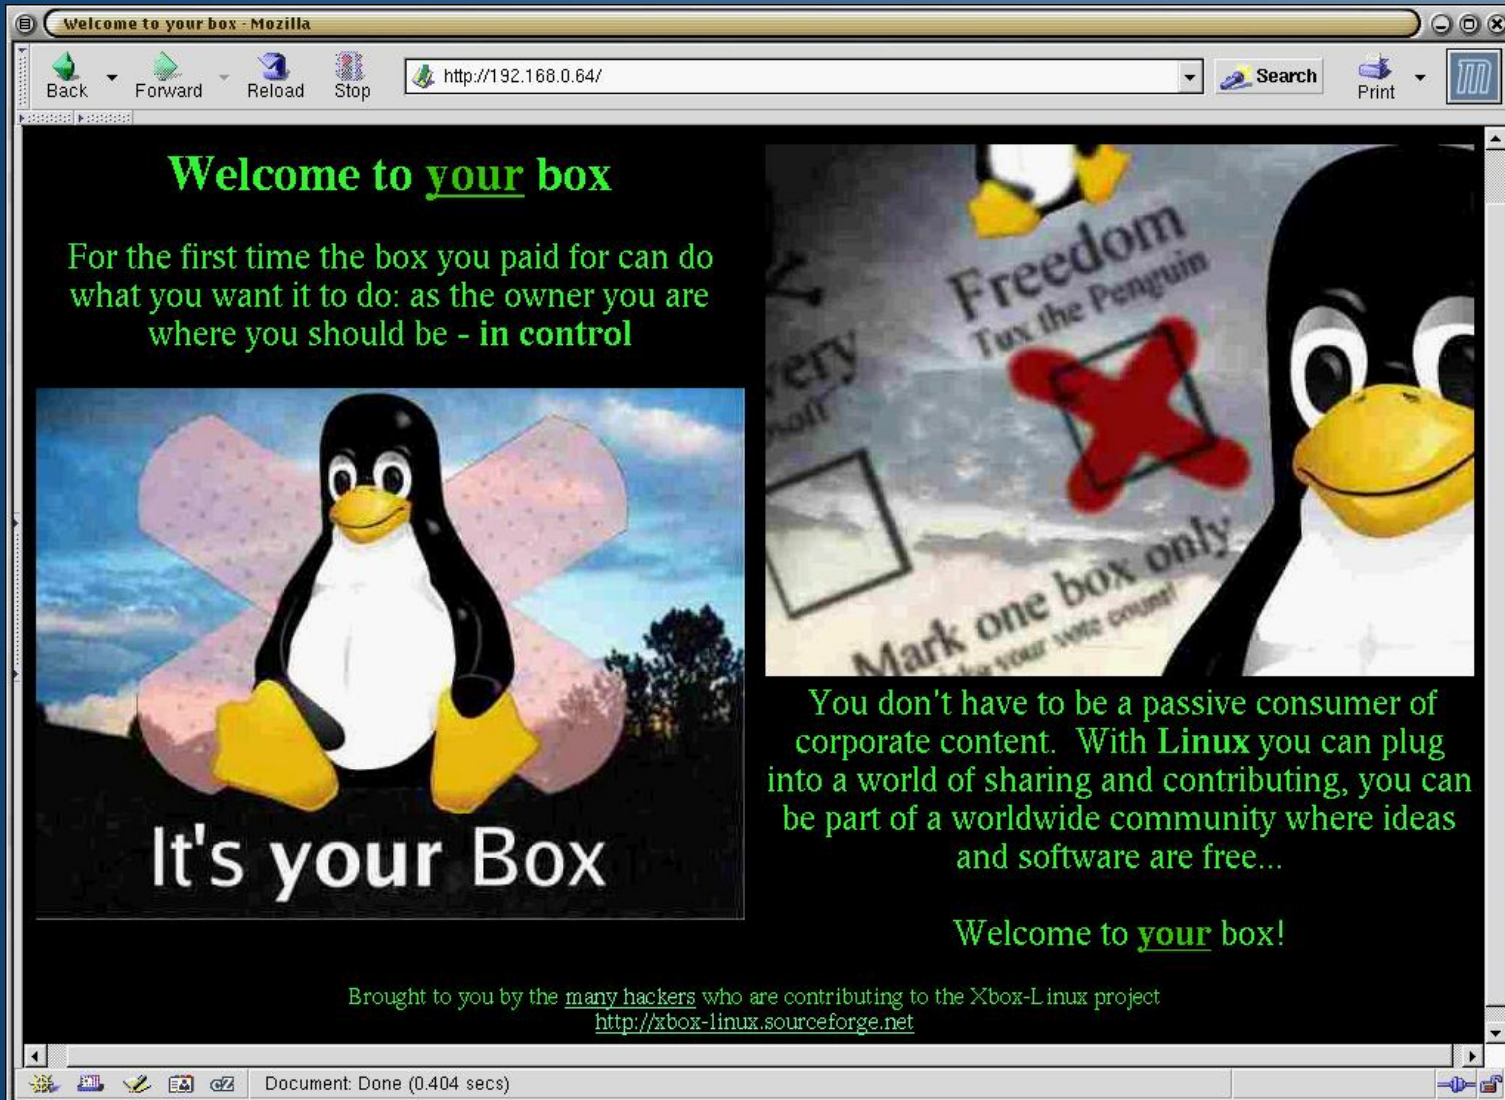 Welcome to your box - Mozilla
Back
Forward
Reload
Stop
http://192.168.0.64/
Search
Print
Welcome to your box
For the first time the box you paid for can do
what you want it to do: as the owner you are
where you should be - in control
It's your Box
Freedom
Tux the Penguin
very
soft
Mark one box only
your vote count!
You don't have to be a passive consumer of
corporate content. With Linux you can plug
into a world of sharing and contributing, you can
be part of a worldwide community where ideas
and software are free...
Welcome to your box!
Brought to you by the many hackers who are contributing to the Xbox-Linux project
http://xbox-linux.sourceforge.net
Document: Done (0.404 secs)